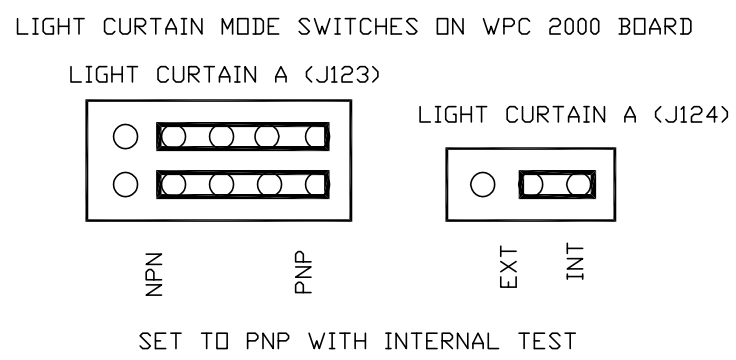 LIGHT CURTAIN MODE SWITCHES ON WPC 2000 BOARD
LIGHT CURTAIN A (J123)
LIGHT CURTAIN A (J124)
NPN
PNP
EXT
INT
SET TO PNP WITH INTERNAL TEST